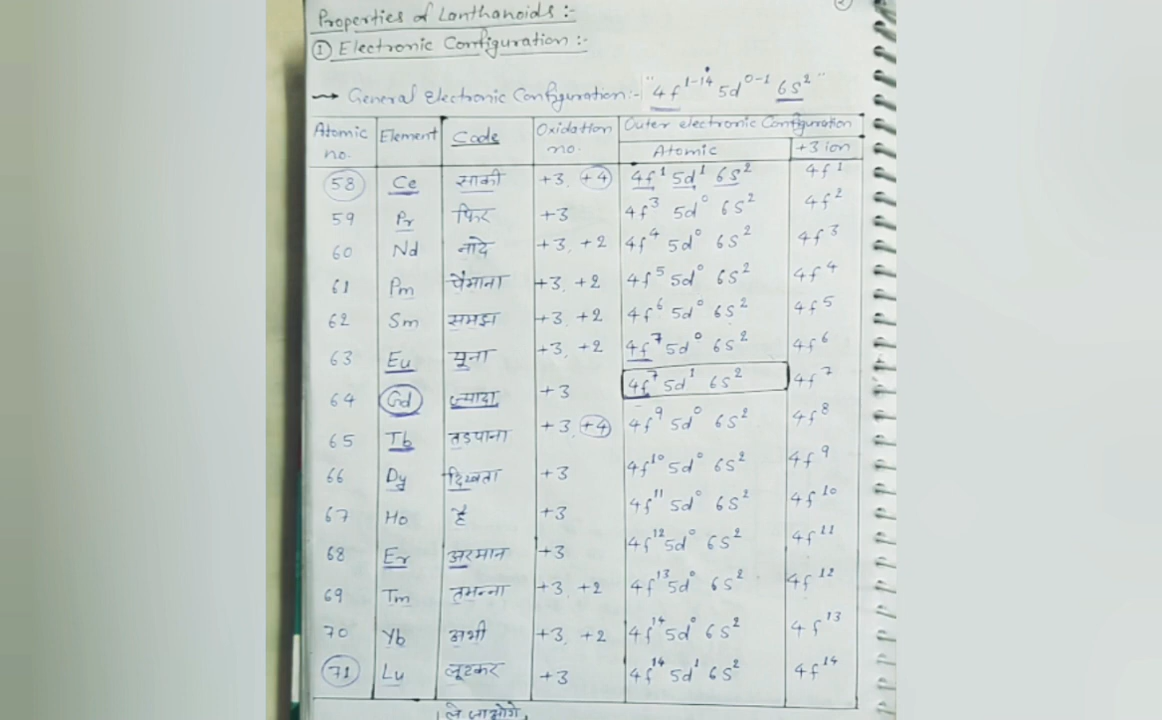 Properties of Lanthanoids :-
① Electronic Configuration :-
→ General Electronic Configuration :- "4f¹⁻¹⁴ 5d⁰⁻¹ 6s²"
Atomic no. Element Code Oxidation no. Outer electronic Configuration
Atomic +3 ion
58 Ce साकी +3, +4 4f¹ 5d¹ 6s² 4f¹
59 Pr फिर +3 4f³ 5d⁰ 6s² 4f²
60 Nd नादे +3, +2 4f⁴ 5d⁰ 6s² 4f³
61 Pm पैमाना +3, +2 4f⁵ 5d⁰ 6s² 4f⁴
62 Sm समझ +3, +2 4f⁶ 5d⁰ 6s² 4f⁵
63 Eu यूना +3, +2 4f⁷ 5d⁰ 6s² 4f⁶
64 Gd ज्यादा +3 4f⁷ 5d¹ 6s² 4f⁷
65 Tb तडपाना +3, +4 4f⁹ 5d⁰ 6s² 4f⁸
66 Dy दिखता +3 4f¹⁰ 5d⁰ 6s² 4f⁹
67 Ho है +3 4f¹¹ 5d⁰ 6s² 4f¹⁰
68 Er अरमान +3 4f¹² 5d⁰ 6s² 4f¹¹
69 Tm तमन्ना +3, +2 4f¹³ 5d⁰ 6s² 4f¹²
70 Yb अभी +3, +2 4f¹⁴ 5d⁰ 6s² 4f¹³
71 Lu लूटकर +3 4f¹⁴ 5d¹ 6s² 4f¹⁴
ले जाओगे,